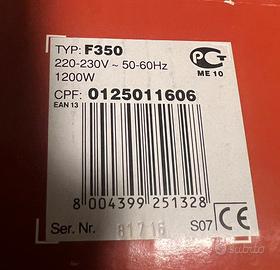 TYP: F350
220-230V ~ 50-60Hz
1200W
ME 10
CPF: 0125011606
EAN 13
8 004399 251328
Ser. Nr. 81716
S07 CE
subito